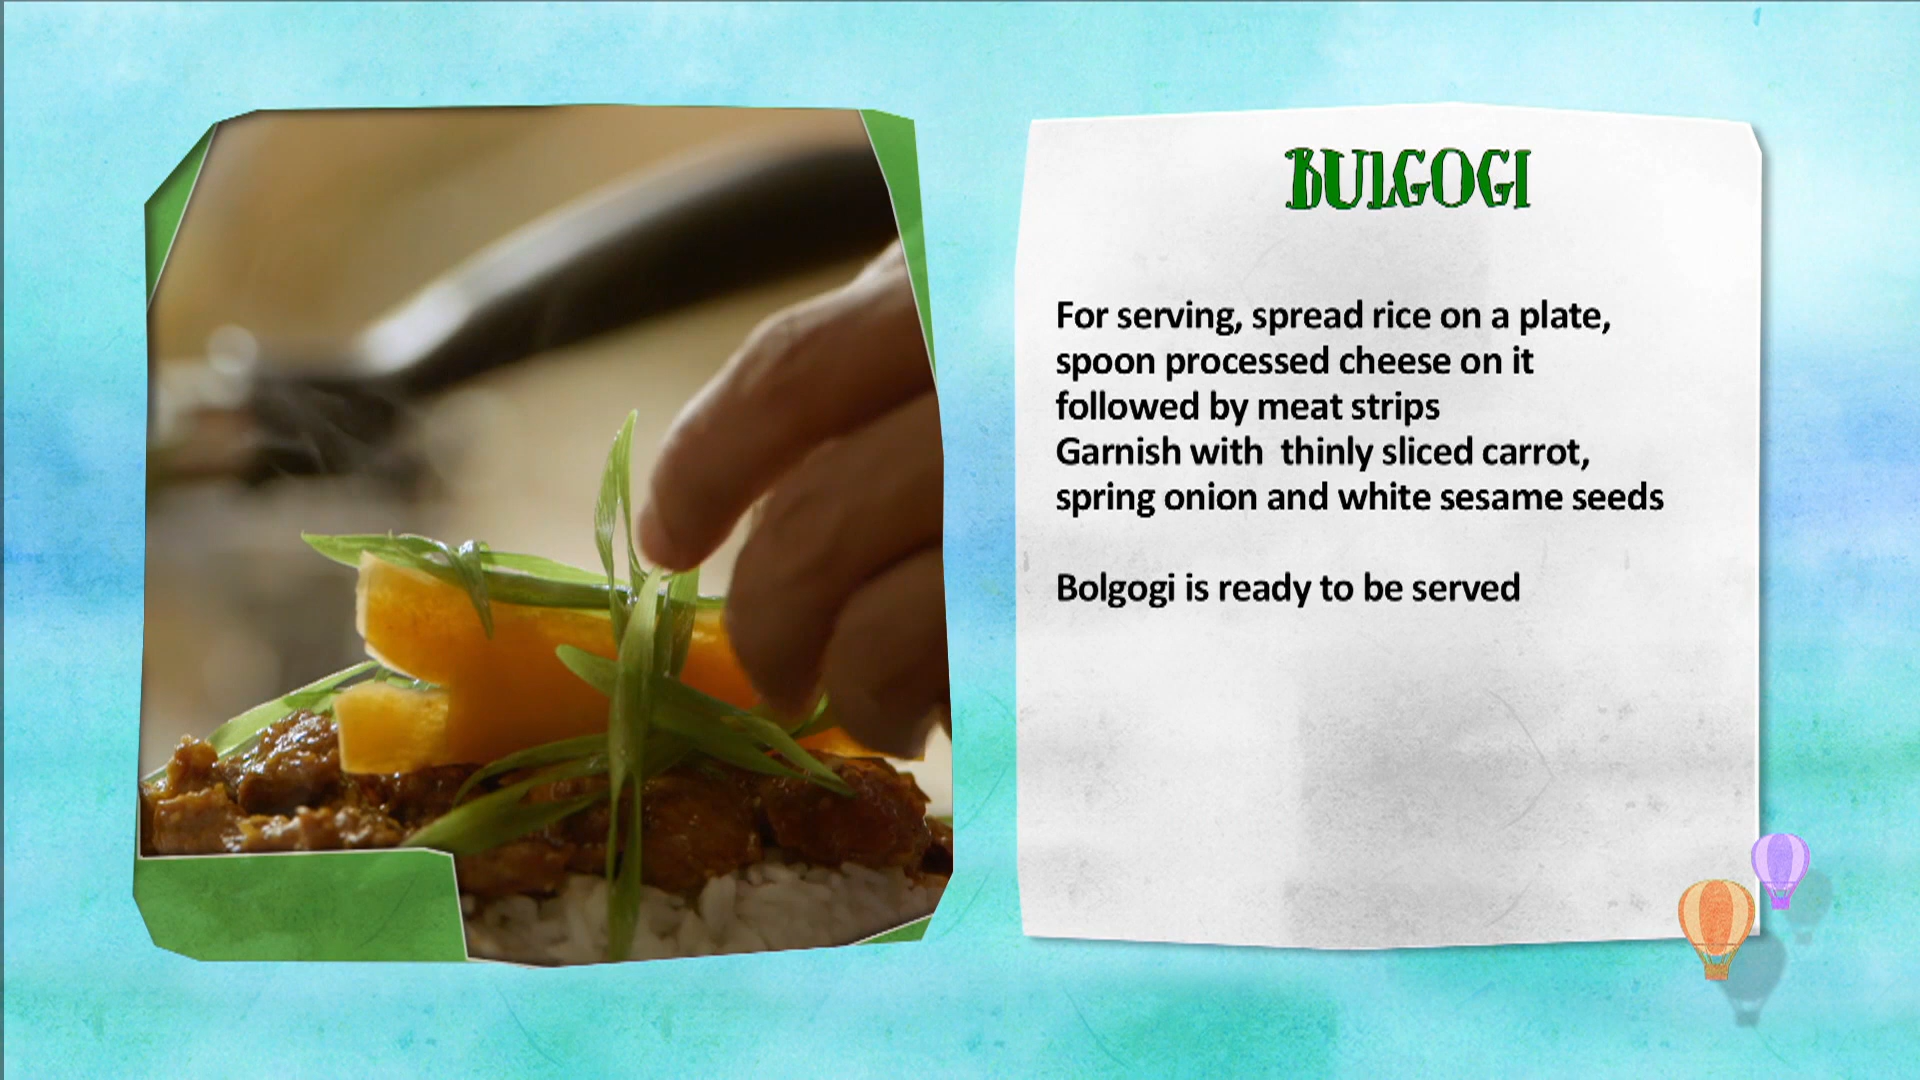 BULGOGI
For serving, spread rice on a plate,
spoon processed cheese on it
followed by meat strips
Garnish with  thinly sliced carrot,
spring onion and white sesame seeds
Bolgogi is ready to be served